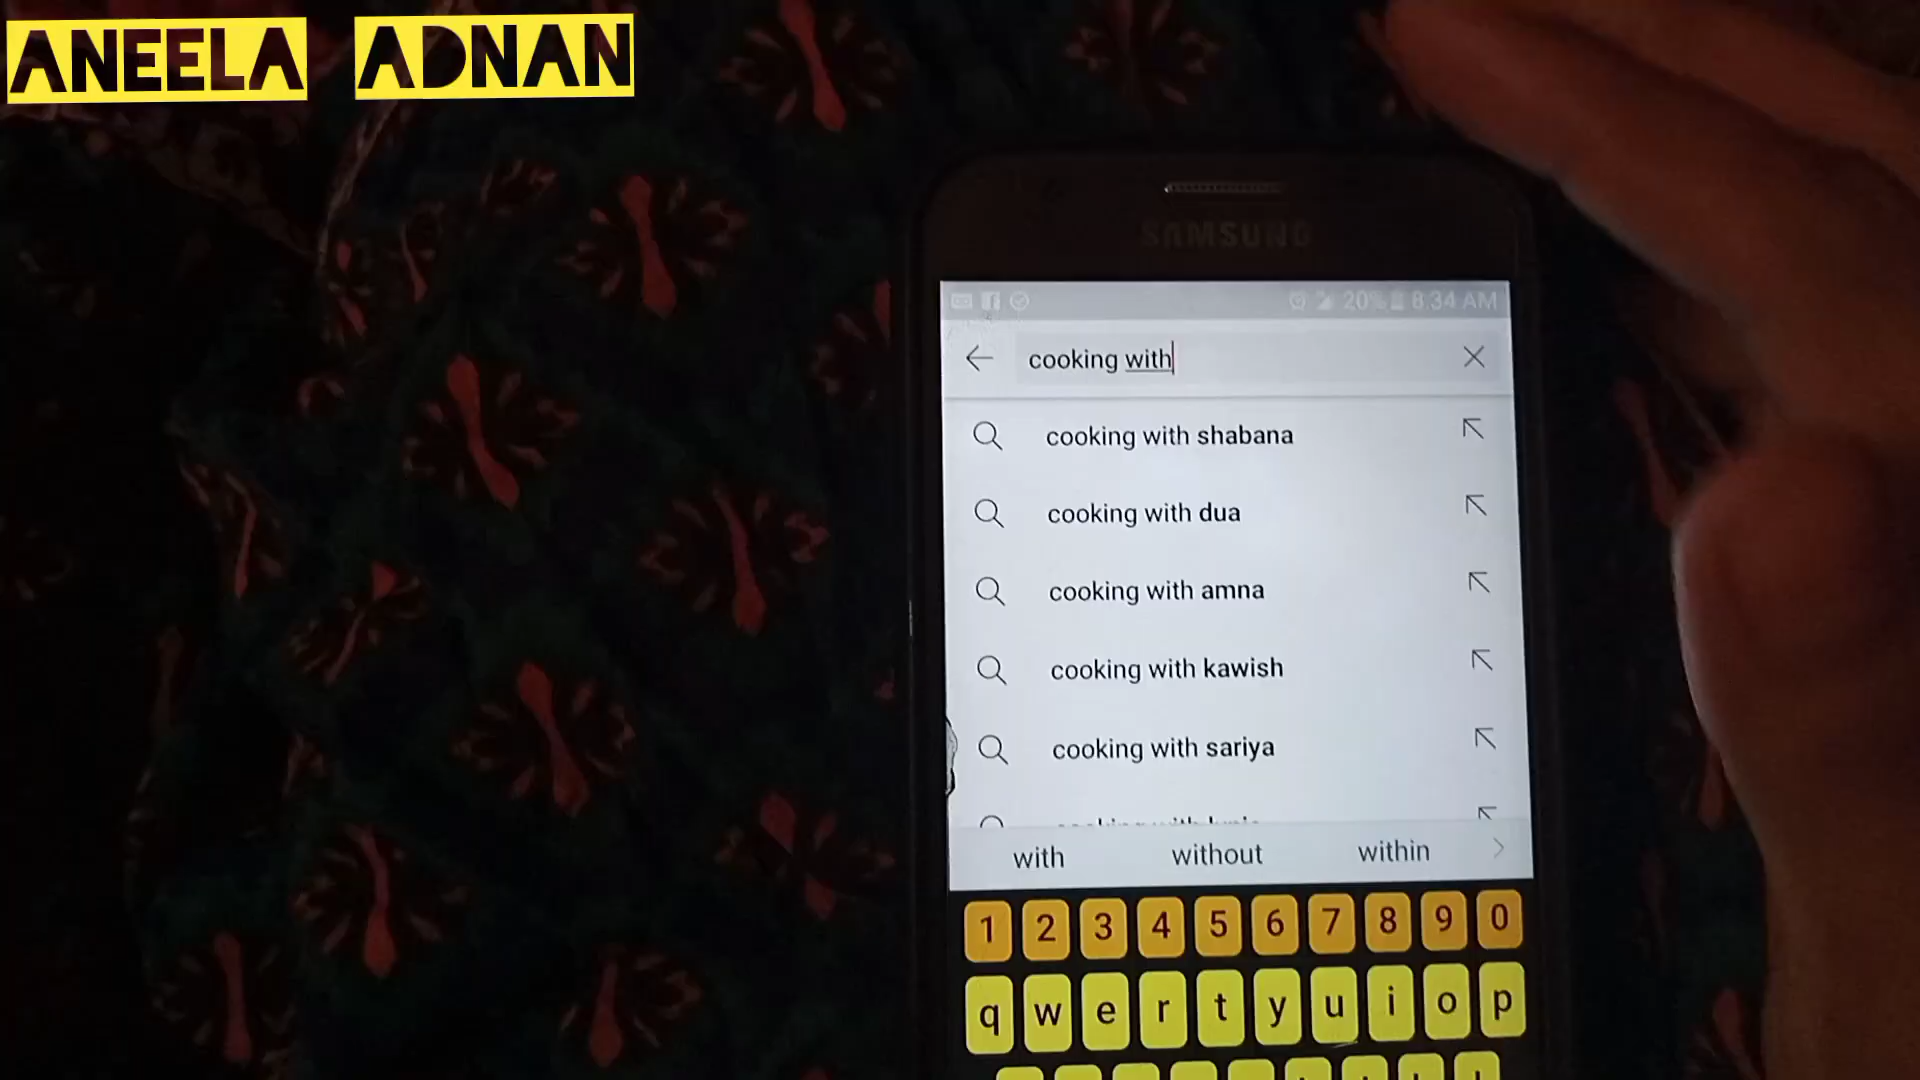 ANEELA ADNAN
SAMSUNG
20% 8:34 AM
cooking with
cooking with shabana
cooking with dua
cooking with amna
cooking with kawish
cooking with sariya
with without within
1 2 3 4 5 6 7 8 9 0
q w e r t y u i o p